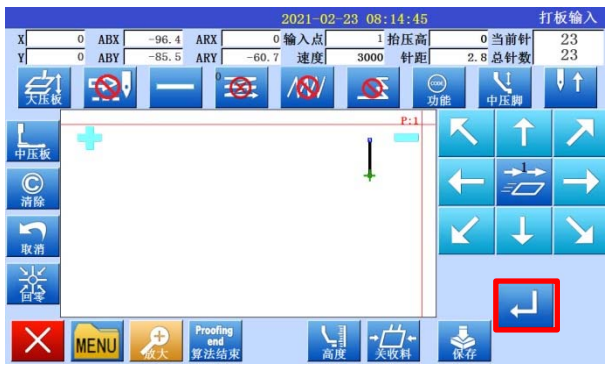 2021-02-23 08:14:45 打板输入
X 0 ABX -96.4 ARX 0 输入点 1 抬压高 0 当前针 23
Y 0 ABY -85.5 ARY -60.7 速度 3000 针距 2.8 总针数 23
大压板 0 CODE 功能 中压脚
P:1
中压板
1
清除
取消
回零
MENU 放大 Proofing end 算法结束 高度 关收料 保存